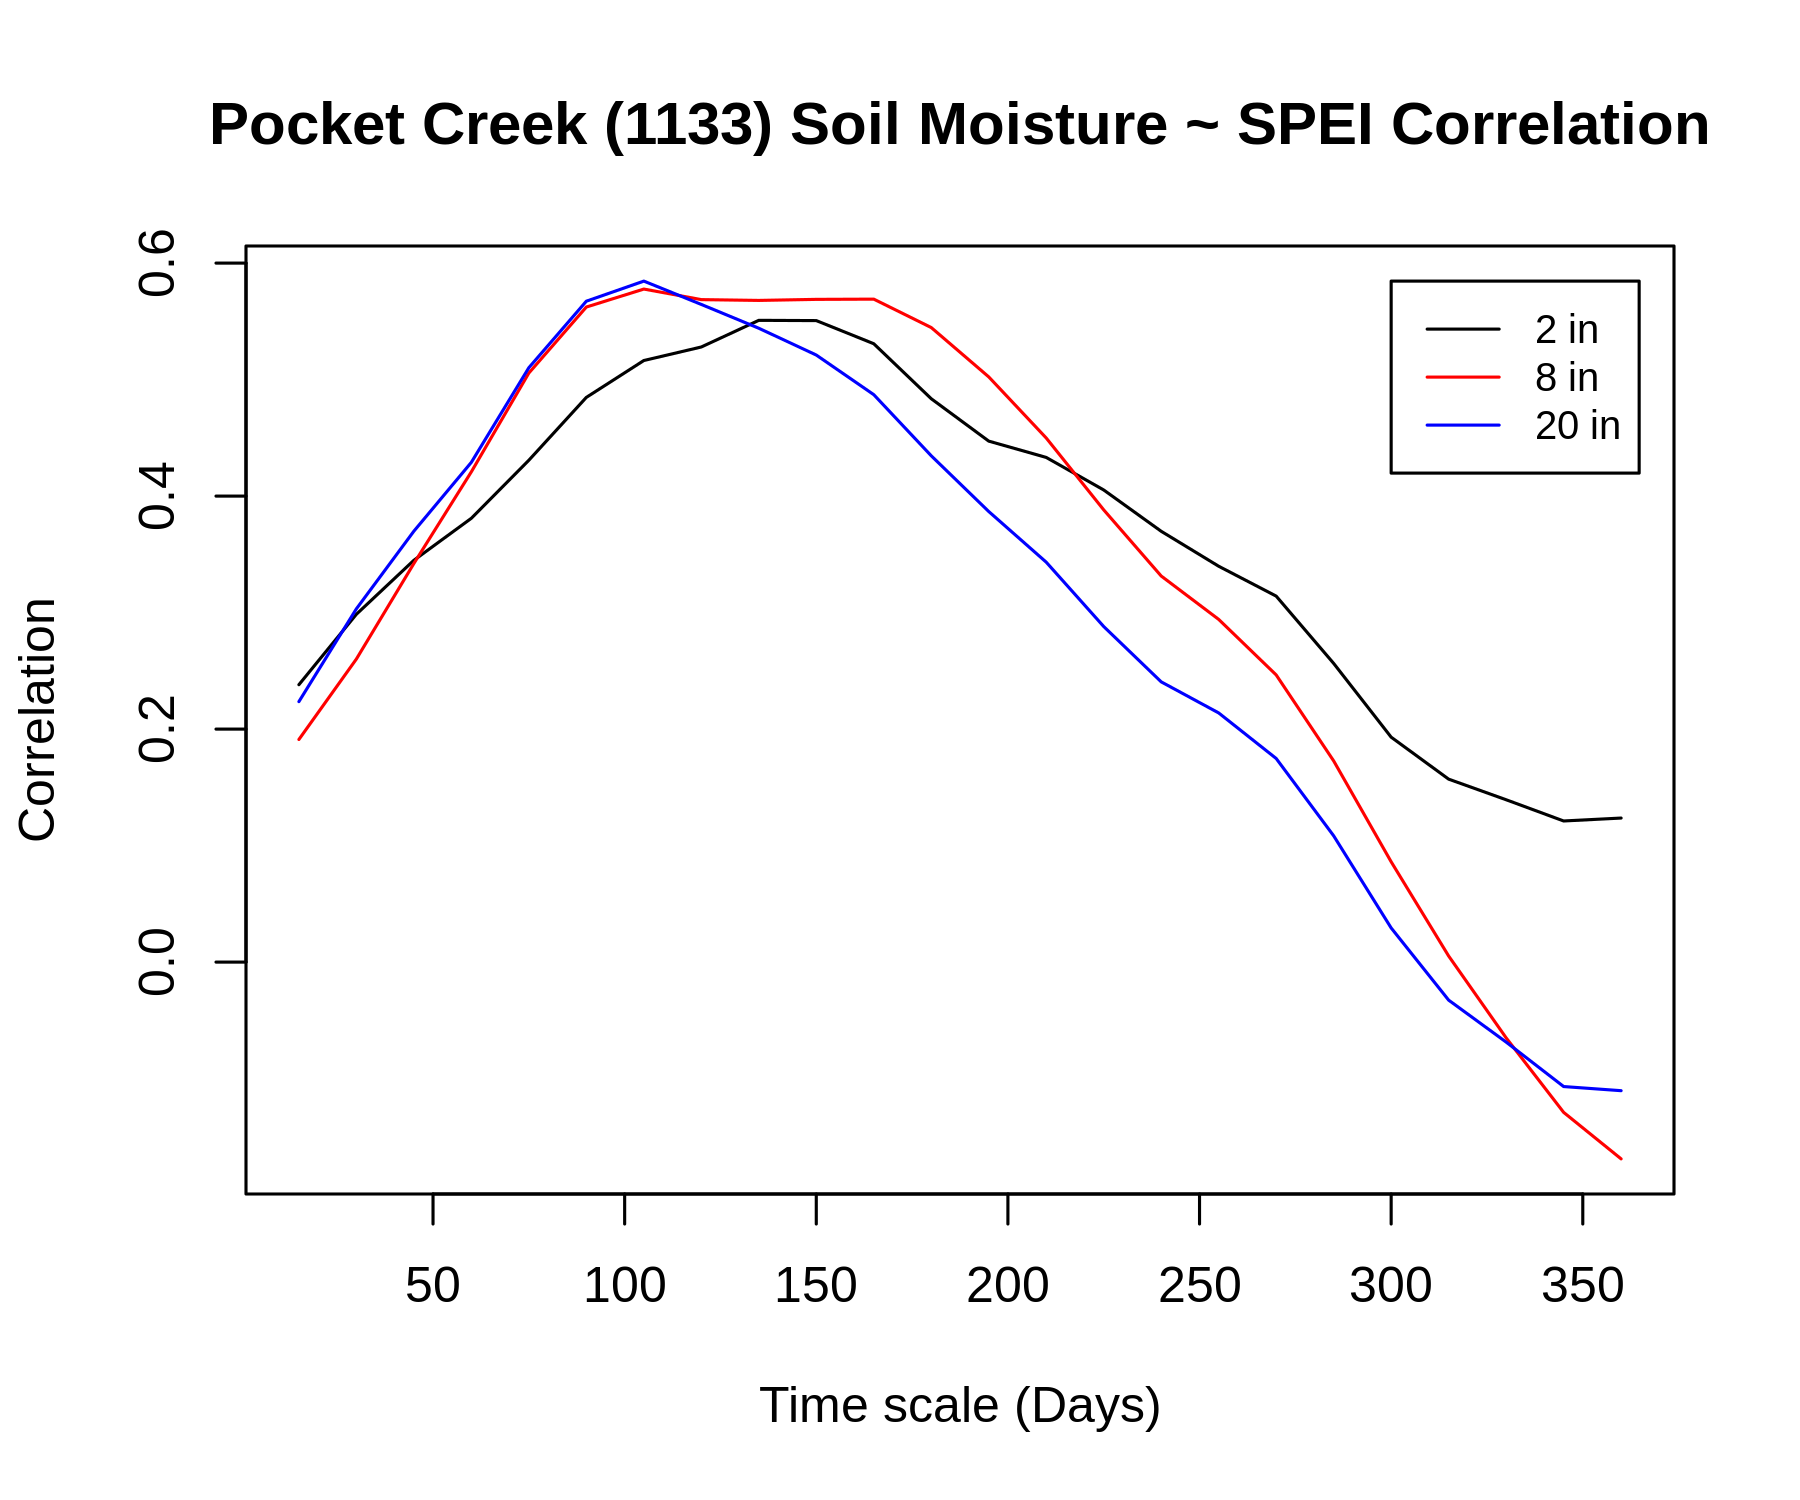 Pocket Creek (1133) Soil Moisture ~ SPEI Correlation
0.6
0.4
0.2
0.0
Correlation
2 in
8 in
20 in
50 100 150 200 250 300 350
Time scale (Days)